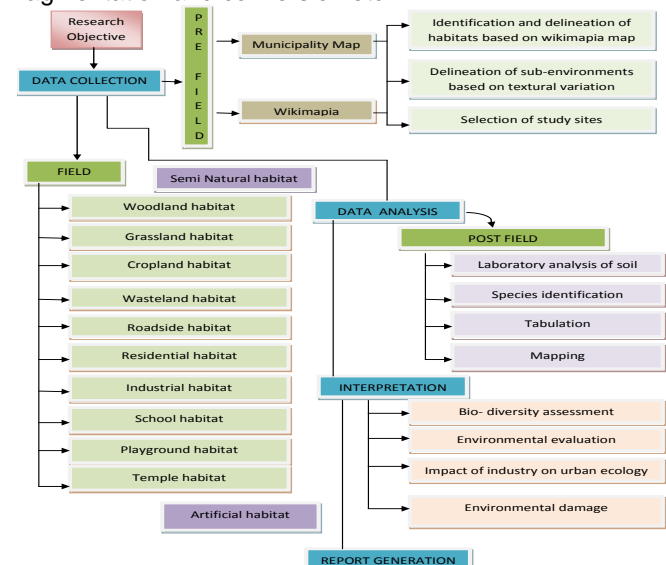 Research
Objective
DATA COLLECTION
PRE FIELD
Municipality Map
Wikimapia
Identification and delineation of
habitats based on wikimapia map
Delineation of sub-environments
based on textural variation
Selection of study sites
FIELD
Semi Natural habitat
Woodland habitat
Grassland habitat
Cropland habitat
Wasteland habitat
Roadside habitat
Residential habitat
Industrial habitat
School habitat
Playground habitat
Temple habitat
Artificial habitat
DATA ANALYSIS
POST FIELD
Laboratory analysis of soil
Species identification
Tabulation
Mapping
INTERPRETATION
Bio- diversity assessment
Environmental evaluation
Impact of industry on urban ecology
Environmental damage
REPORT GENERATION